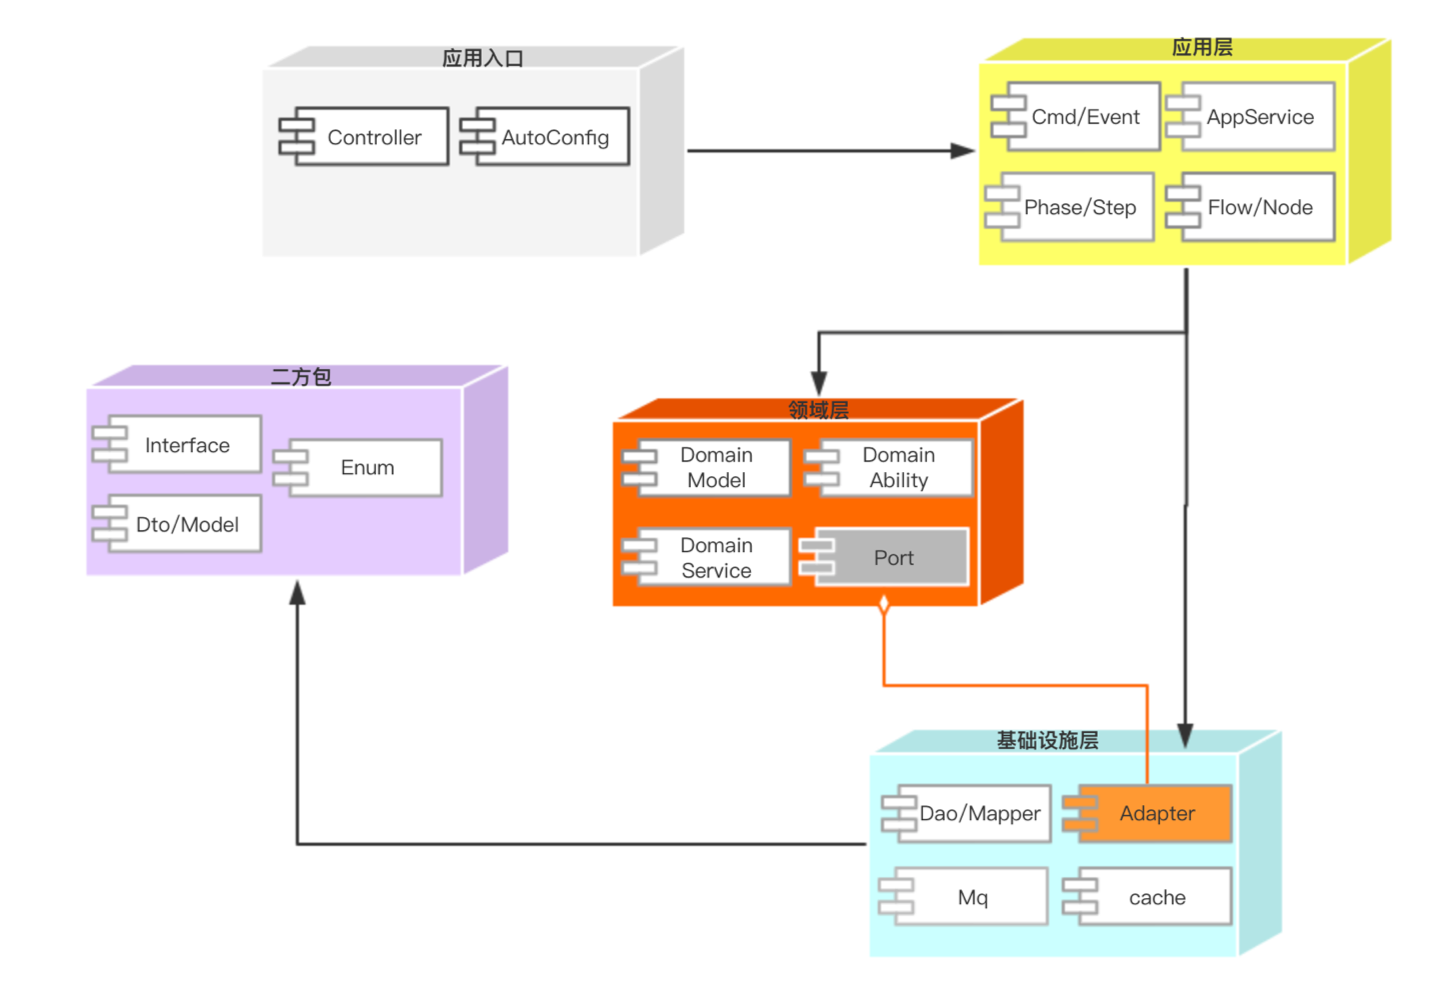 应用入口
Controller
AutoConfig
应用层
Cmd/Event
AppService
Phase/Step
Flow/Node
二方包
Interface
Enum
Dto/Model
领域层
Domain
Model
Domain
Ability
Domain
Service
Port
基础设施层
Dao/Mapper
Adapter
Mq
cache